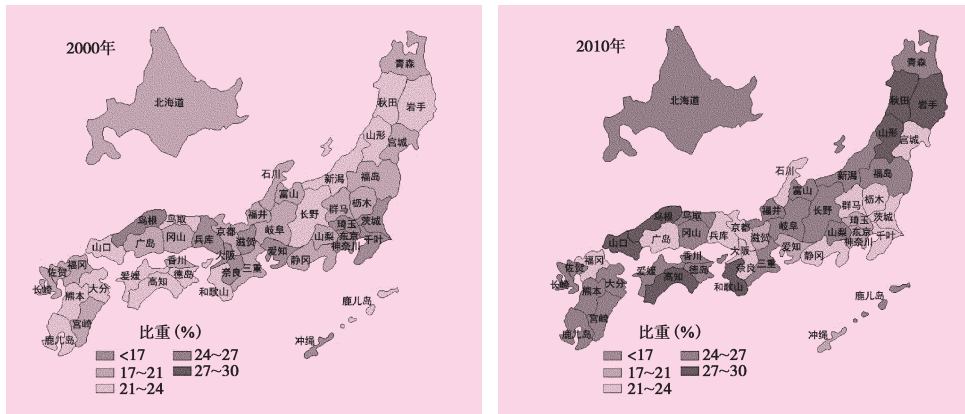 2000年
青森
北海道
秋田
岩手
山形
宫城
石川
新潟
福岛
富山
枥木
群马
福井
长野
茨城
岛根
鸟取
京都
岐阜
琦玉
冈山
兵库
滋贺
山梨
东京
千叶
山口
广岛
大阪
爱知
神奈川
静冈
香川
奈良
三重
福冈
爱媛
德岛
佐贺
高知
长崎
熊本
大分
和歌山
宫崎
鹿儿岛
鹿儿岛
冲绳
比重(%)
<17
24~27
17~21
27~30
21~24
2010年
青森
北海道
秋田
岩手
山形
宫城
石川
新潟
福岛
富山
枥木
群马
福井
长野
茨城
岛根
鸟取
京都
岐阜
琦玉
冈山
兵库
滋贺
山梨
东京
千叶
山口
广岛
大阪
爱知
神奈川
静冈
香川
奈良
三重
福冈
爱媛
德岛
佐贺
高知
长崎
熊本
大分
和歌山
宫崎
鹿儿岛
鹿儿岛
冲绳
比重(%)
<17
24~27
17~21
27~30
21~24